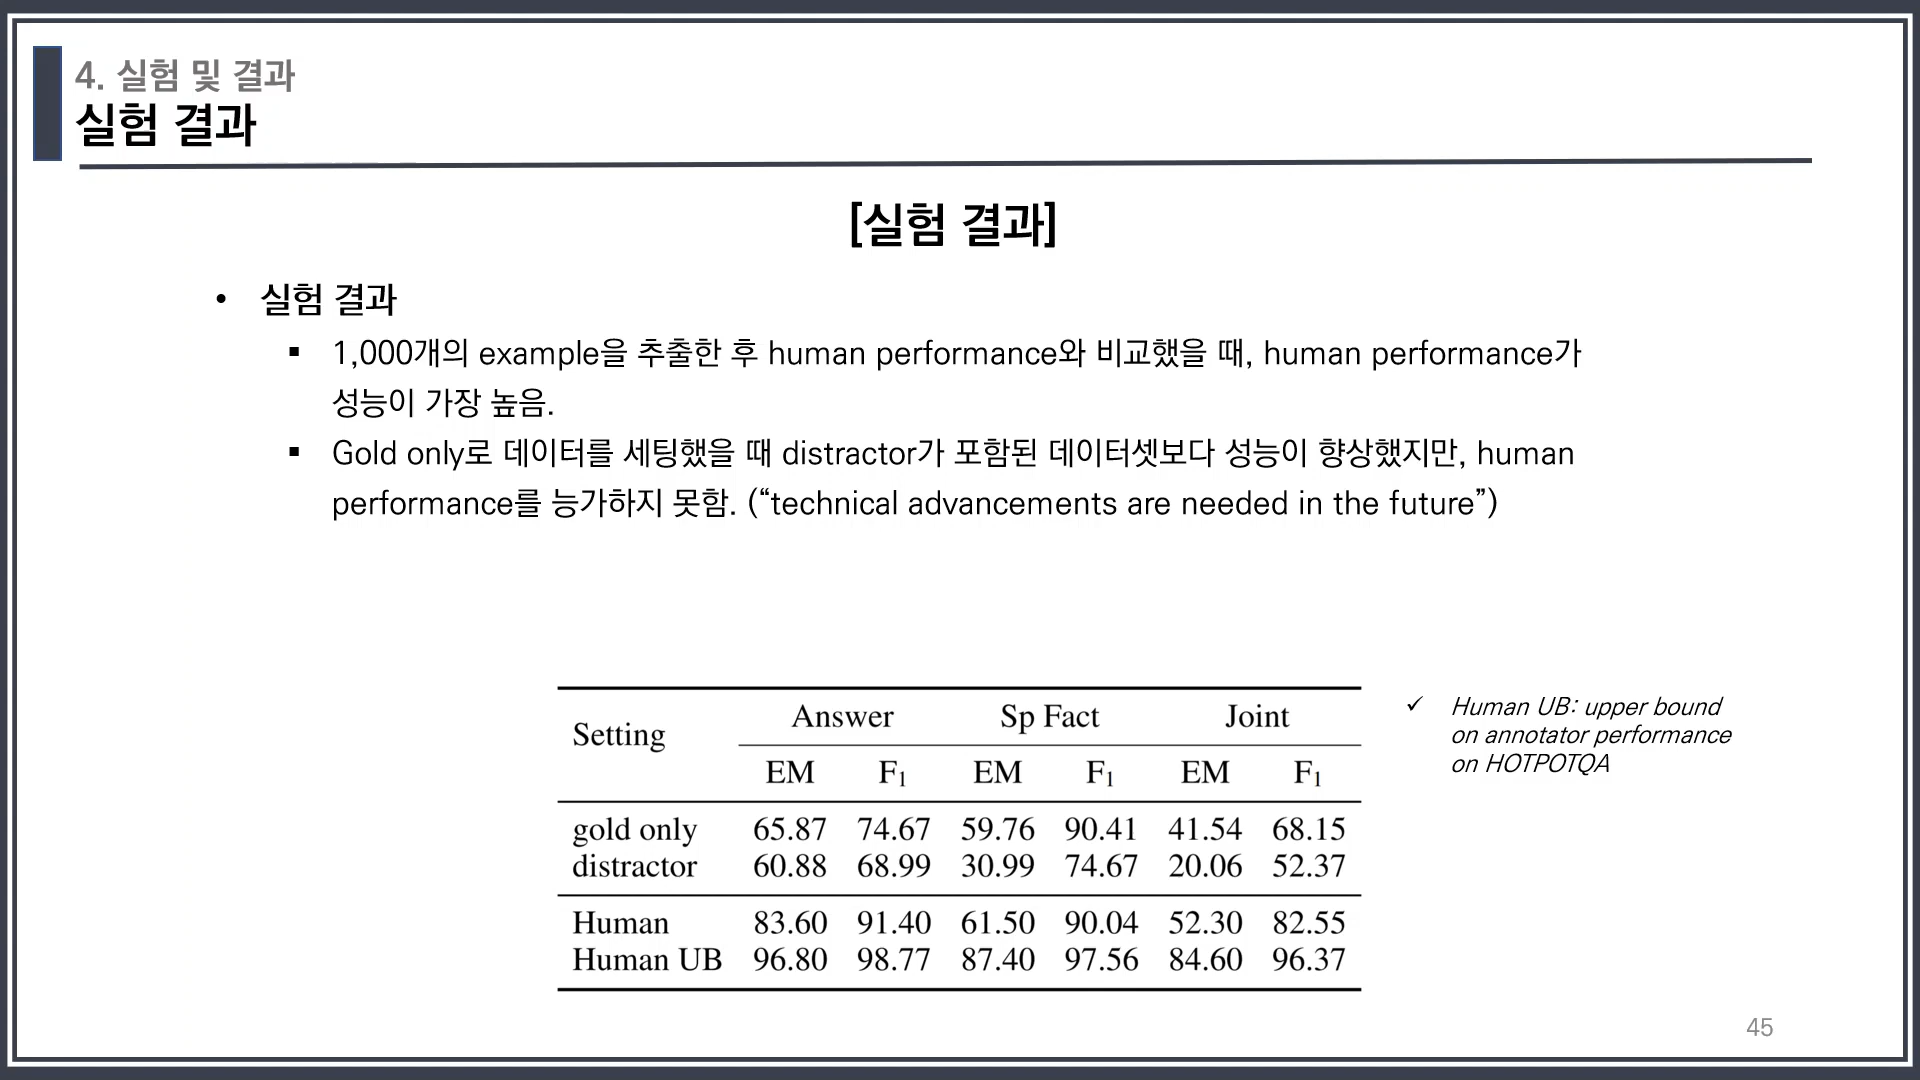 4. 실험 및 결과
실험 결과
[실험 결과]
• 실험 결과
▪ 1,000개의 example을 추출한 후 human performance와 비교했을 때, human performance가
성능이 가장 높음.
▪ Gold only로 데이터를 세팅했을 때 distractor가 포함된 데이터셋보다 성능이 향상했지만, human
performance를 능가하지 못함. (“technical advancements are needed in the future”)
Setting Answer Sp Fact Joint
EM F1 EM F1 EM F1
gold only 65.87 74.67 59.76 90.41 41.54 68.15
distractor 60.88 68.99 30.99 74.67 20.06 52.37
Human 83.60 91.40 61.50 90.04 52.30 82.55
Human UB 96.80 98.77 87.40 97.56 84.60 96.37
✓ Human UB: upper bound
on annotator performance
on HOTPOTQA
45